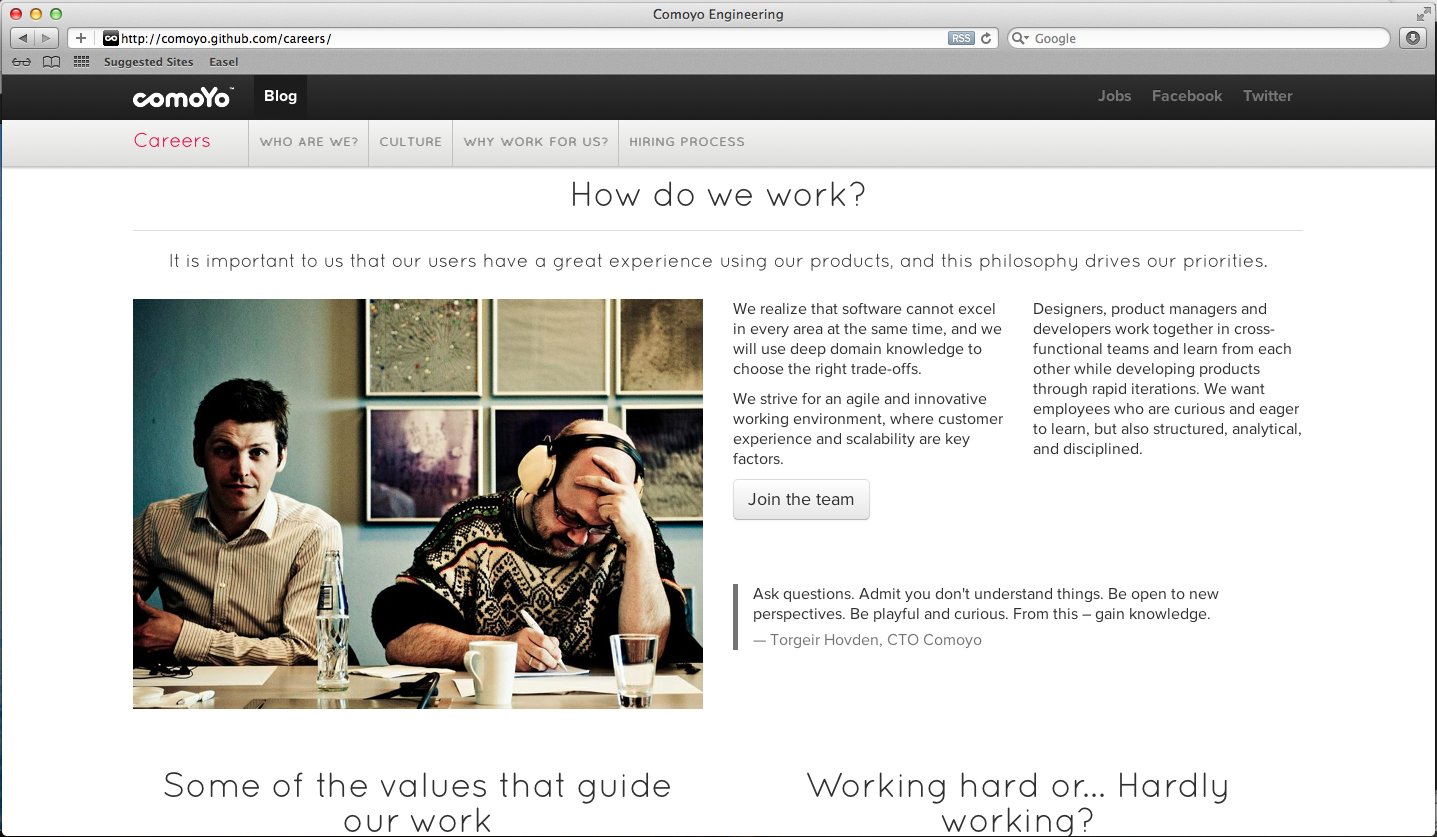 Comoyo Engineering
http://comoyo.github.com/careers/
RSS
Google
Suggested Sites
Easel
comoYo™
Blog
Jobs
Facebook
Twitter
Careers
WHO ARE WE?
CULTURE
WHY WORK FOR US?
HIRING PROCESS
How do we work?
It is important to us that our users have a great experience using our products, and this philosophy drives our priorities.
We realize that software cannot excel
in every area at the same time, and we
will use deep domain knowledge to
choose the right trade-offs.
We strive for an agile and innovative
working environment, where customer
experience and scalability are key
factors.
Join the team
Designers, product managers and
developers work together in cross-
functional teams and learn from each
other while developing products
through rapid iterations. We want
employees who are curious and eager
to learn, but also structured, analytical,
and disciplined.
Ask questions. Admit you don't understand things. Be open to new
perspectives. Be playful and curious. From this – gain knowledge.
— Torgeir Hovden, CTO Comoyo
Some of the values that guide
our work
Working hard or... Hardly
working?